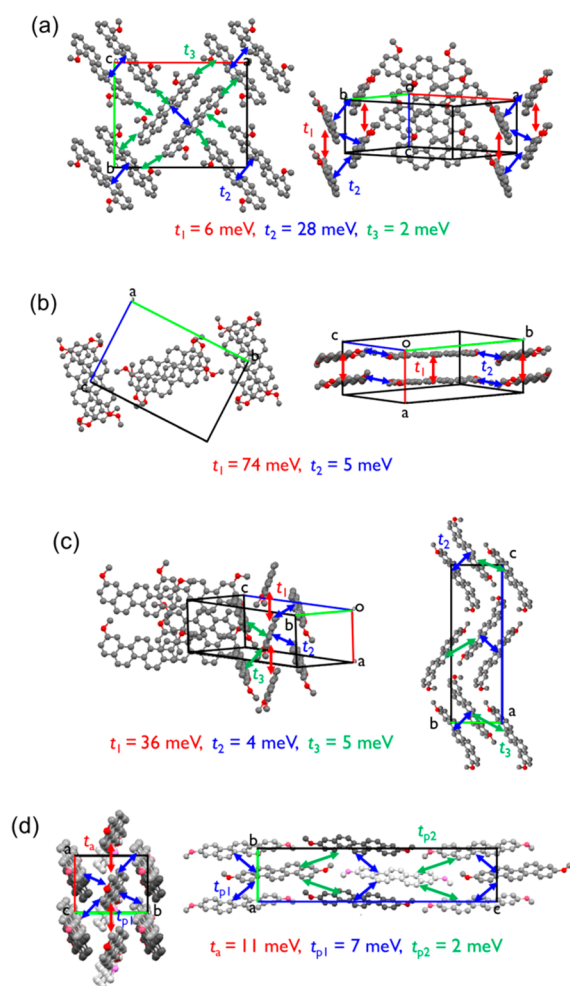 (a)
c
a
t3
b
t2
b
o
a
t1
c
t2
t1 = 6 meV, t2 = 28 meV, t3 = 2 meV
(b)
a
b
c
o
b
t1
t2
a
t1 = 74 meV, t2 = 5 meV
(c)
c
t1
o
b
t2
t3
a
t2
c
b
a
t3
t1 = 36 meV, t2 = 4 meV, t3 = 5 meV
(d)
ta
a
c
tp1
b
b
tp2
tp1
a
c
ta = 11 meV, tp1 = 7 meV, tp2 = 2 meV